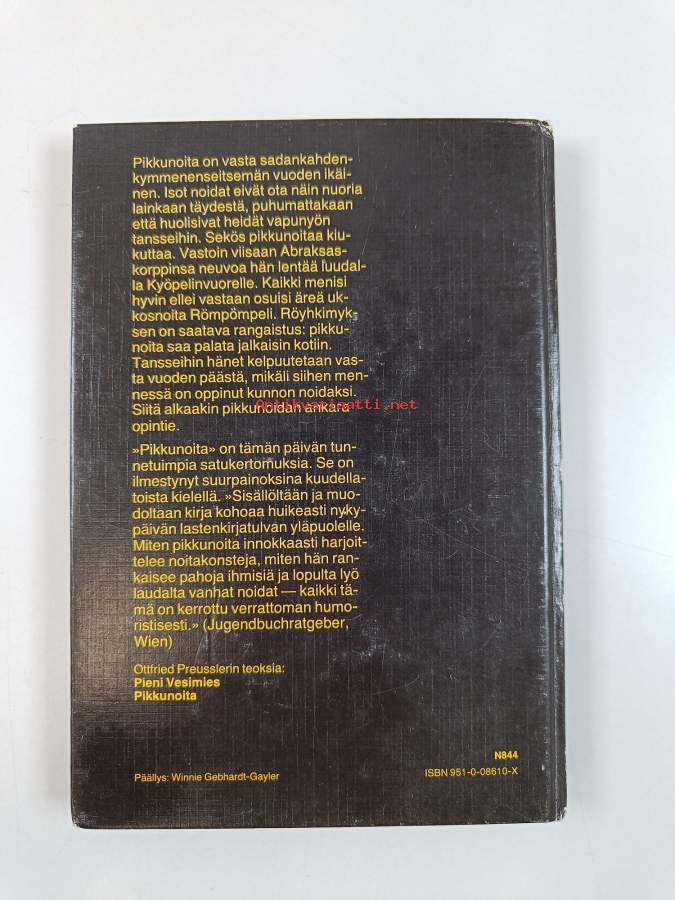 Pikkunoita on vasta sadankahden-
kymmenenseitsemän vuoden ikäi-
nen. Isot noidat eivät ota näin nuoria
lainkaan täydestä, puhumattakaan
että huolisivat heidät vapunyön
tansseihin. Sekös pikkunoitaa kiu-
kuttaa. Vastoin viisaan Abraksas-
korppinsa neuvoa hän lentää luudal-
la Kyöpelinvuorelle. Kaikki menisi
hyvin ellei vastaan osuisi äreä uk-
kosnoita Römpömpeli. Röyhkimyk-
sen on saatava rangaistus: pikku-
noita saa palata jalkaisin kotiin.
Tansseihin hänet kelpuutetaan vas-
ta vuoden päästä, mikäli siihen men-
nessä on oppinut kunnon noidaksi.
Siitä alkaakin pikkunoidan ankara
opintie.
Antikvariaatti.net
»Pikkunoita» on tämän päivän tun-
netuimpia satukertomuksia. Se on
ilmestynyt suurpainoksina kuudella-
toista kielellä. »Sisällöltään ja muo-
doltaan kirja kohoaa huikeasti nyky-
päivän lastenkirjatulvan yläpuolelle.
Miten pikkunoita innokkaasti harjoit-
telee noitakonsteja, miten hän ran-
kaisee pahoja ihmisiä ja lopulta lyö
laudalta vanhat noidat — kaikki tä-
mä on kerrottu verrattoman humo-
ristisesti.» (Jugendbuchratgeber,
Wien)
Ottfried Preusslerin teoksia:
Pieni Vesimies
Pikkunoita
N844
Päällys: Winnie Gebhardt-Gayler
ISBN 951-0-08610-X